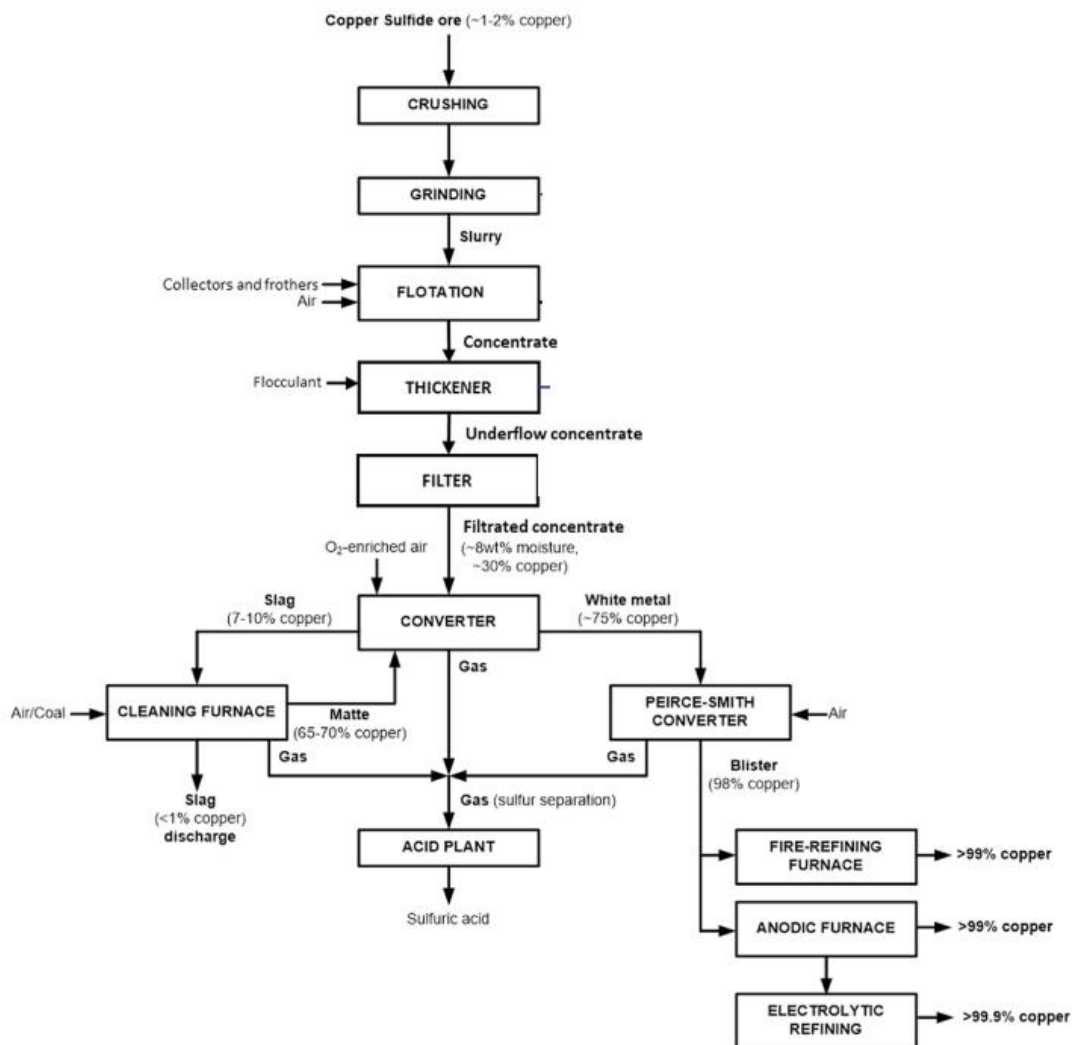 Copper Sulfide ore (~1-2% copper)
CRUSHING
GRINDING
Slurry
Collectors and frothers
Air
FLOTATION
Concentrate
Flocculant
THICKENER
Underflow concentrate
FILTER
Filtrated concentrate
(~8wt% moisture,
~30% copper)
O₂-enriched air
Slag
(7-10% copper)
CONVERTER
White metal
(~75% copper)
Gas
Air/Coal
CLEANING FURNACE
Matte
(65-70% copper)
PEIRCE-SMITH
CONVERTER
Air
Gas
Gas
Blister
(98% copper)
Slag
(<1% copper)
discharge
Gas (sulfur separation)
ACID PLANT
Sulfuric acid
FIRE-REFINING
FURNACE
>99% copper
ANODIC FURNACE
>99% copper
ELECTROLYTIC
REFINING
>99.9% copper